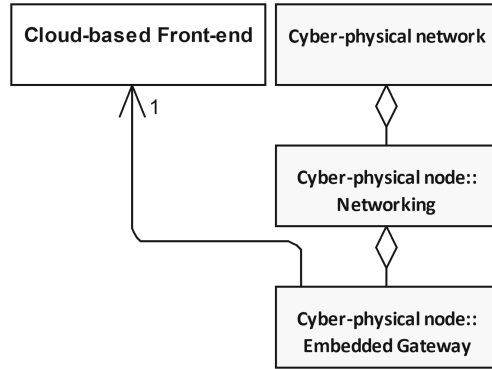 Cloud-based Front-end
Cyber-physical network
1
Cyber-physical node::
Networking
Cyber-physical node::
Embedded Gateway